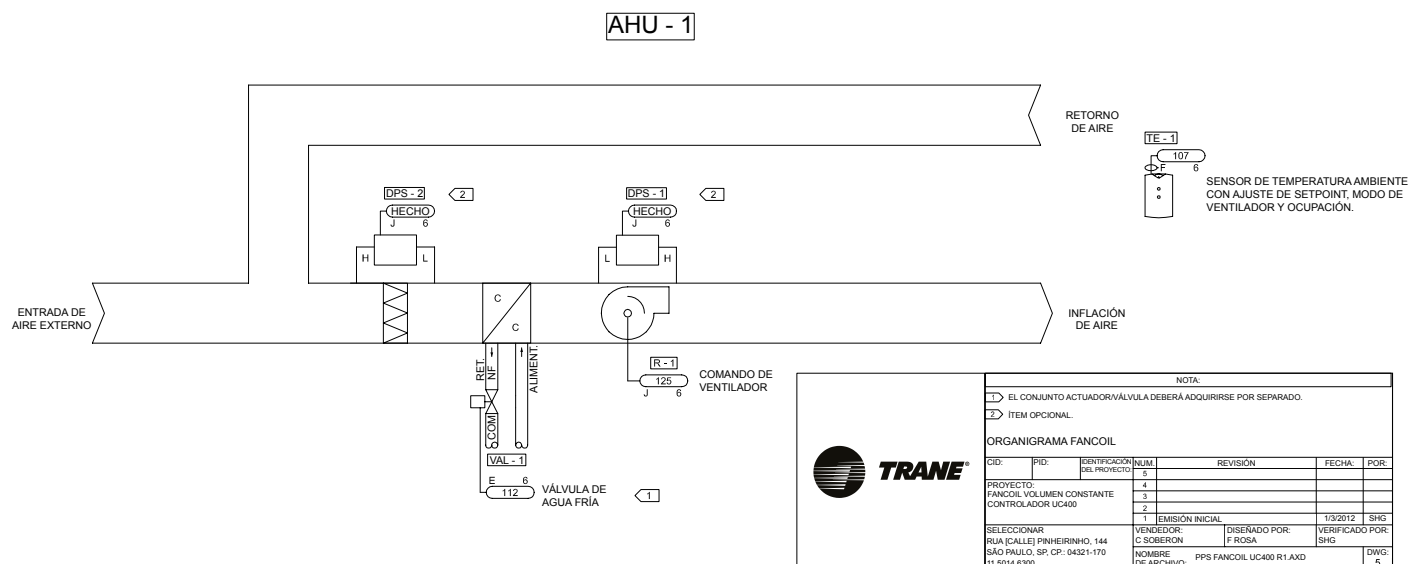 AHU - 1
RETORNO
DE AIRE
TE - 1
107
F 6
SENSOR DE TEMPERATURA AMBIENTE
CON AJUSTE DE SETPOINT, MODO DE
VENTILADOR Y OCUPACIÓN.
DPS - 2
2
HECHO
J 6
H L
DPS - 1
2
HECHO
J 6
L H
ENTRADA DE
AIRE EXTERNO
C
C
INFLACIÓN
DE AIRE
RET.
NF
ALIMENT.
COM
R - 1
125
J 6
COMANDO DE
VENTILADOR
VAL - 1
E 6
112
VÁLVULA DE
AGUA FRÍA
1
TRANE®
NOTA:
1 EL CONJUNTO ACTUADOR/VÁLVULA DEBERÁ ADQUIRIRSE POR SEPARADO.
2 ÍTEM OPCIONAL.
ORGANIGRAMA FANCOIL
CID: PID: IDENTIFICACIÓN DEL PROYECTO:
NUM. REVISIÓN FECHA: POR:
5
4
3
2
1 EMISIÓN INICIAL 1/3/2012 SHG
PROYECTO:
FANCOIL VOLUMEN CONSTANTE
CONTROLADOR UC400
SELECCIONAR
RUA [CALLE] PINHEIRINHO, 144
SÃO PAULO, SP, CP.: 04321-170
11 5014 6300
VENDEDOR:
C SOBERON
DISEÑADO POR:
F ROSA
VERIFICADO POR:
SHG
NOMBRE
DE ARCHIVO:
PPS FANCOIL UC400 R1.AXD
DWG:
5